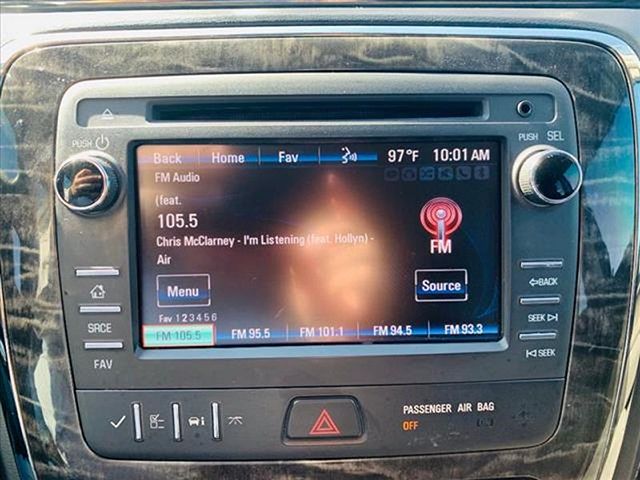 PUSH
PUSH SEL
Back Home Fav 97°F 10:01 AM
FM Audio
(feat.
105.5
Chris McClarney - I'm Listening (feat. Hollyn) -
Air
FM
Menu
Source
Fav 1 2 3 4 5 6
FM 105.5 FM 95.5 FM 101.1 FM 94.5 FM 93.3
SRCE
FAV
BACK
SEEK
SEEK
PASSENGER AIR BAG
OFF